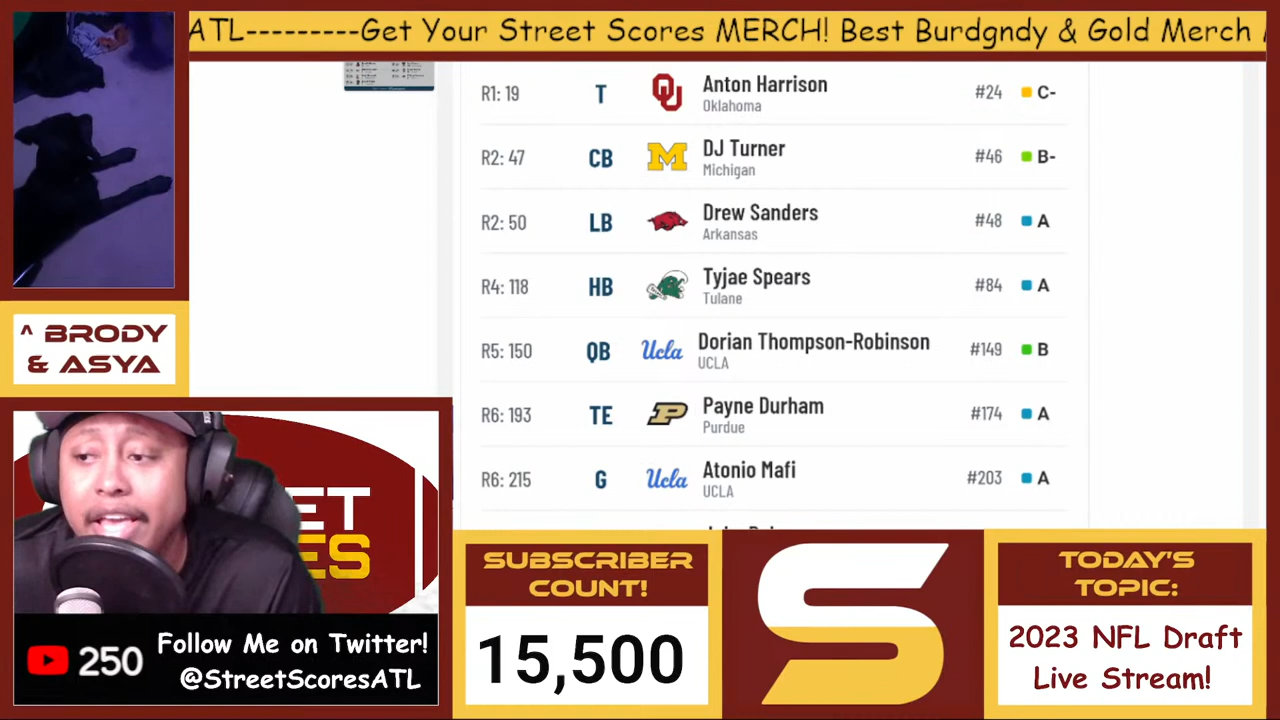 ATL---------Get Your Street Scores MERCH! Best Burdgndy & Gold Merch
R1: 19 T OU Anton Harrison #24 C-
Oklahoma
R2: 47 CB M DJ Turner #46 B-
Michigan
R2: 50 LB Drew Sanders #48 A
Arkansas
R4: 118 HB Tyjae Spears #84 A
Tulane
R5: 150 QB Ucla Dorian Thompson-Robinson #149 B
UCLA
R6: 193 TE P Payne Durham #174 A
Purdue
R6: 215 G Ucla Atonio Mafi #203 A
UCLA
^ BRODY
& ASYA
ET
ES
250
Follow Me on Twitter!
@StreetScoresATL
SUBSCRIBER
COUNT!
15,500
S
TODAY'S
TOPIC:
2023 NFL Draft
Live Stream!